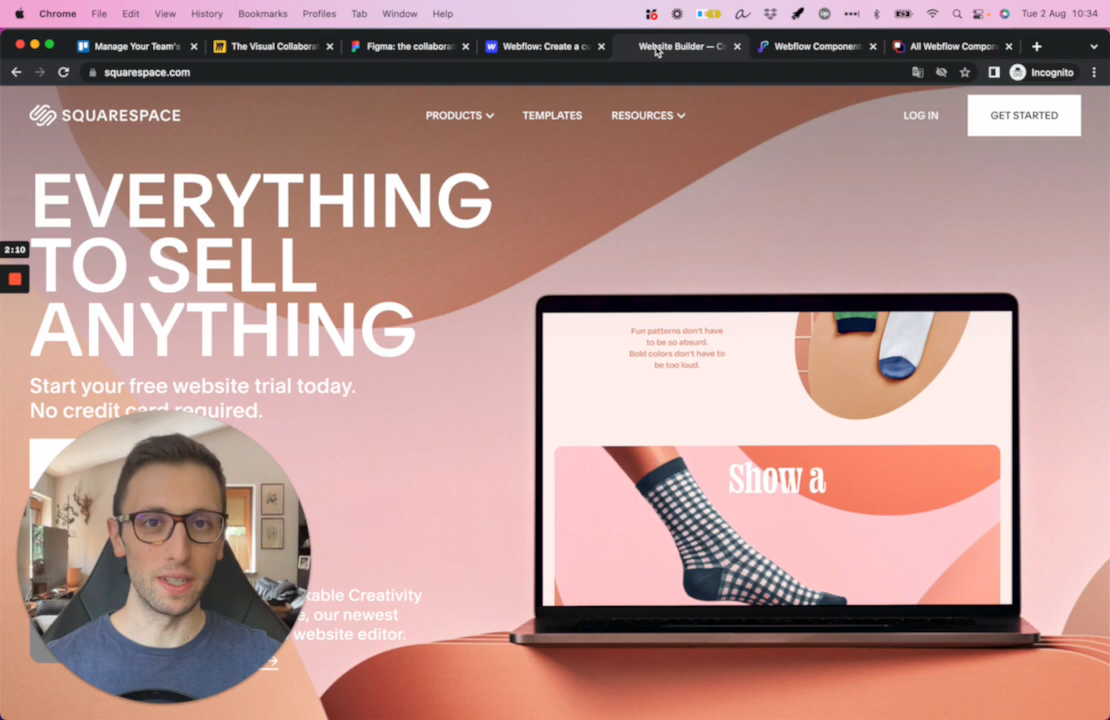 Chrome File Edit View History Bookmarks Profiles Tab Window Help Tue 2 Aug 10:34
Manage Your Team's
The Visual Collabora
Figma: the collaborat
Webflow: Create a cu
Website Builder — C
Webflow Component
All Webflow Compon
squarespace.com
Incognito
SQUARESPACE
PRODUCTS
TEMPLATES
RESOURCES
LOG IN
GET STARTED
EVERYTHING
TO SELL
ANYTHING
2:10
Start your free website trial today.
No credit card required.
Fun patterns don't have
to be so absurd.
Bold colors don't have to
be too loud.
Show a
kable Creativity
e, our newest
website editor.